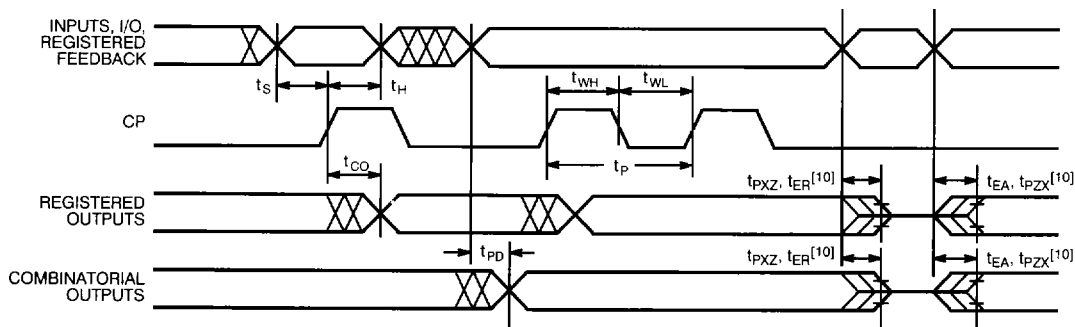 INPUTS, I/O,
REGISTERED
FEEDBACK
tS
tH
tWH
tWL
CP
tCO
tP
tPXZ, tER[10]
tEA, tPZX[10]
REGISTERED
OUTPUTS
tPD
tPXZ, tER[10]
tEA, tPZX[10]
COMBINATORIAL
OUTPUTS